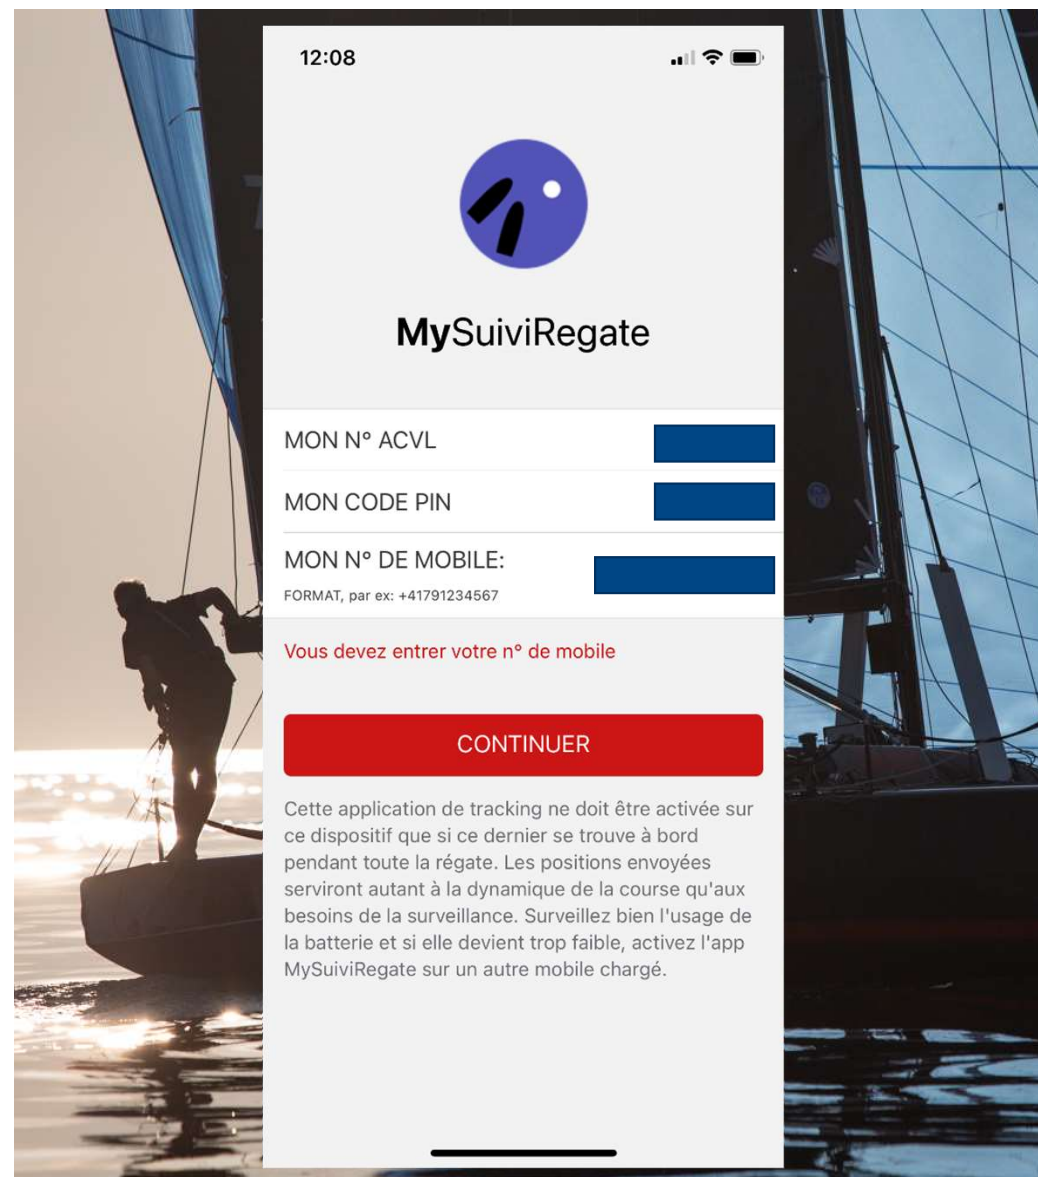 12:08
MySuiviRegate
MON N° ACVL
MON CODE PIN
MON N° DE MOBILE:
FORMAT, par ex: +41791234567
Vous devez entrer votre n° de mobile
CONTINUER
Cette application de tracking ne doit être activée sur
ce dispositif que si ce dernier se trouve à bord
pendant toute la régate. Les positions envoyées
serviront autant à la dynamique de la course qu'aux
besoins de la surveillance. Surveillez bien l'usage de
la batterie et si elle devient trop faible, activez l'app
MySuiviRegate sur un autre mobile chargé.